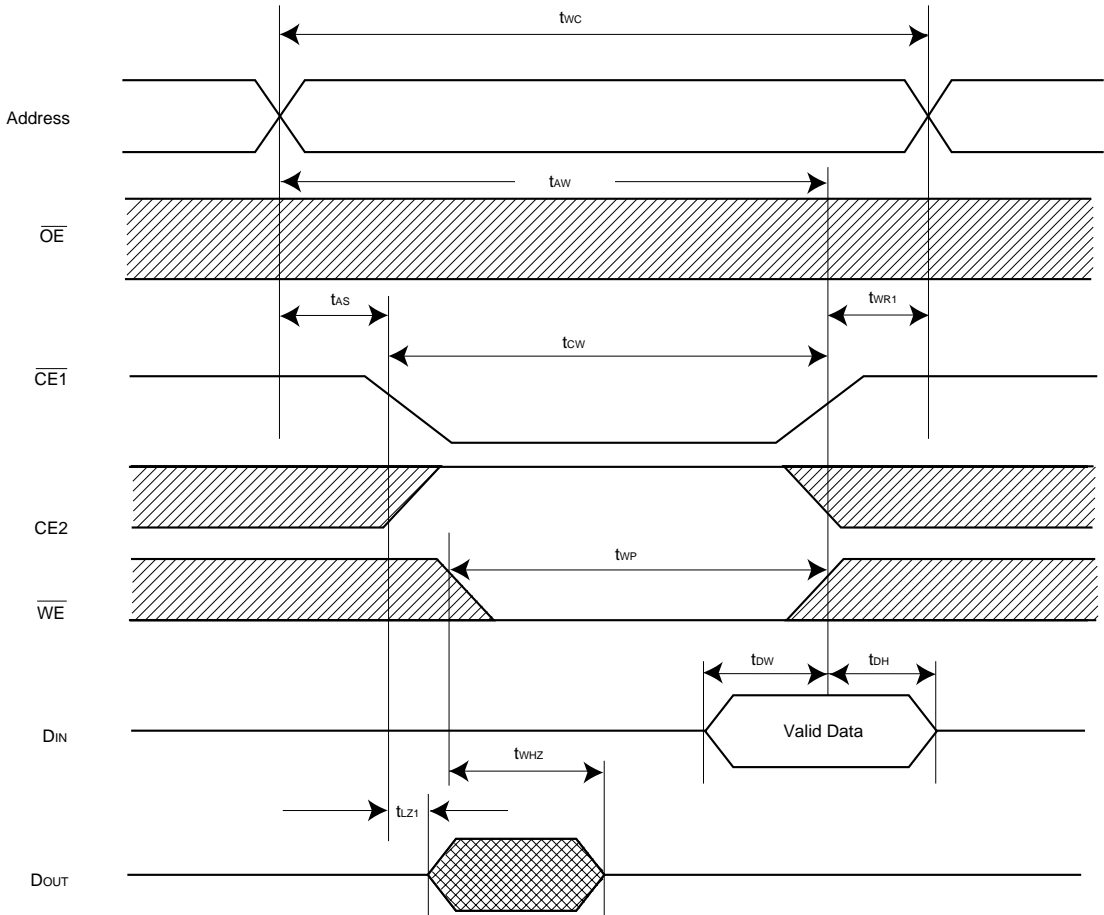 tWC
Address
tAW
OE
tAS
tWR1
tCW
CE1
CE2
tWP
WE
tDW
tDH
DIN
Valid Data
tWHZ
tLZ1
DOUT